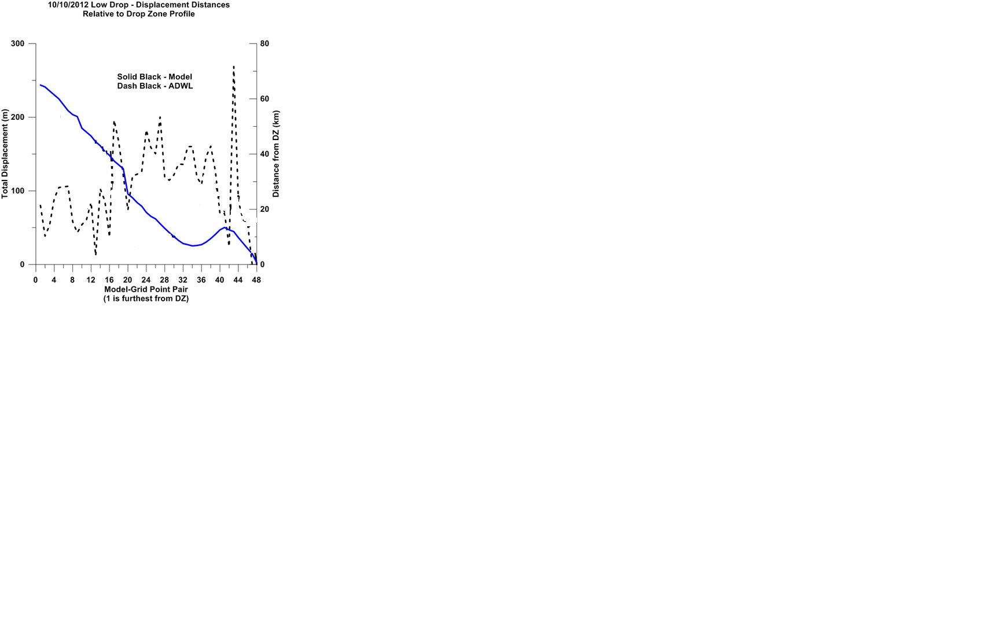 10/10/2012 Low Drop - Displacement Distances
Relative to Drop Zone Profile
300
80
Solid Black - Model
Dash Black - ADWL
60
200
Total Displacement (m)
Distance from DZ (km)
40
100
20
0
0
0 4 8 12 16 20 24 28 32 36 40 44 48
Model-Grid Point Pair
(1 is furthest from DZ)